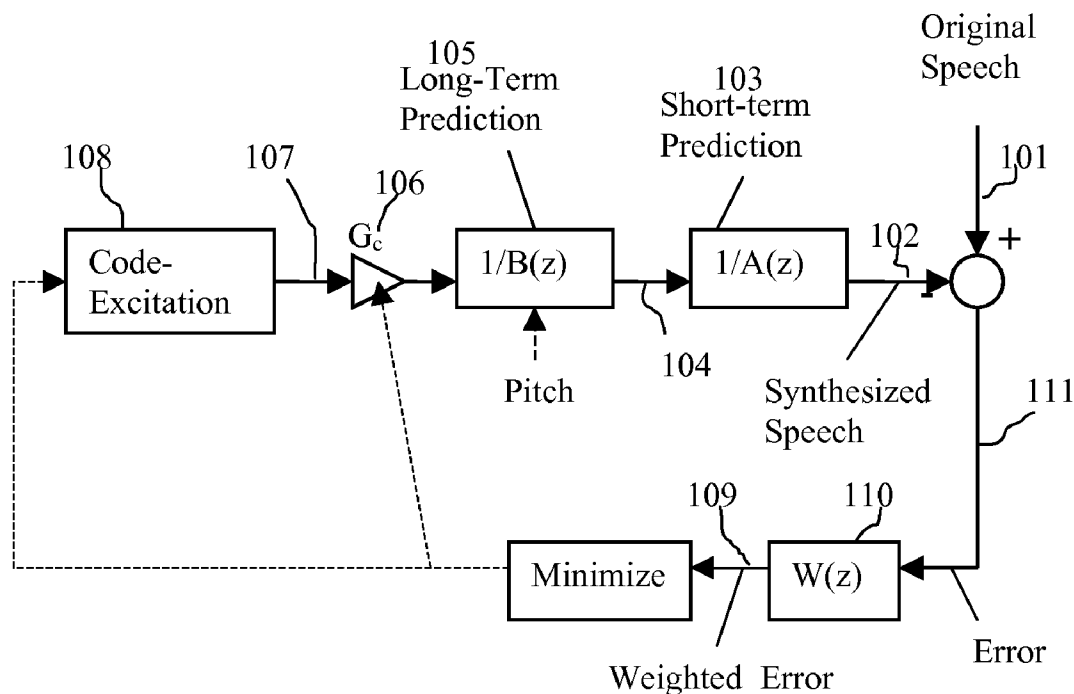 Original
Speech
105
Long-Term
Prediction
103
Short-term
Prediction
108
107
106
101
Gc
102
+
Code-
Excitation
1/B(z)
1/A(z)
-
104
Pitch
Synthesized
Speech
111
109
110
Minimize
W(z)
Weighted Error
Error